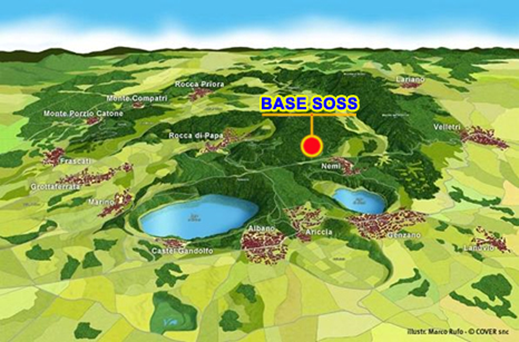 Rocca Priora
Lariano
Monte Compatri
BASE SOSS
Monte Porzio Catone
Rocca di Papa
Velletri
Frascati
Nemi
Grottaferrata
Marino
Albano
Ariccia
Genzano
Castel Gandolfo
Lanuvio
illustr. Marco Rufo - © COVER snc